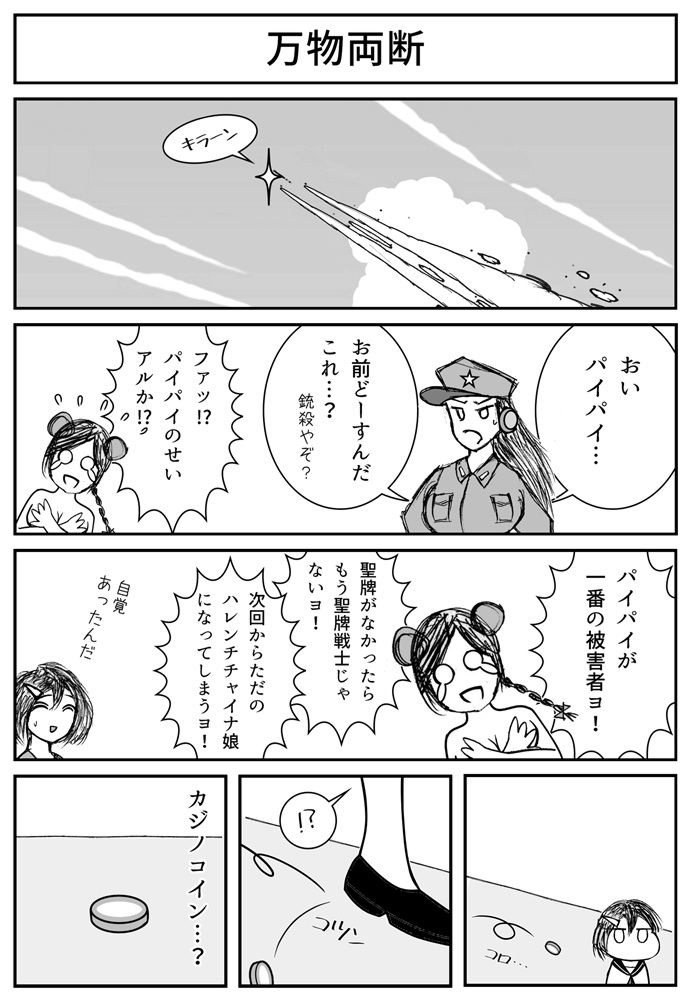 万物両断
キラーン
おい
パイパイ…
お前どーすんだ
これ…？
銃殺やぞ？
ファッ!?
パイパイのせい
アルか!?
パイパイが
一番の被害者ョ！
聖牌がなかったら
もう聖牌戦士じゃ
ないョ！
次回からただの
ハレンチチャイナ娘
になってしまうョ！
自覚
あったんだ
コロ…
!?
コツン
カジノコイン…？